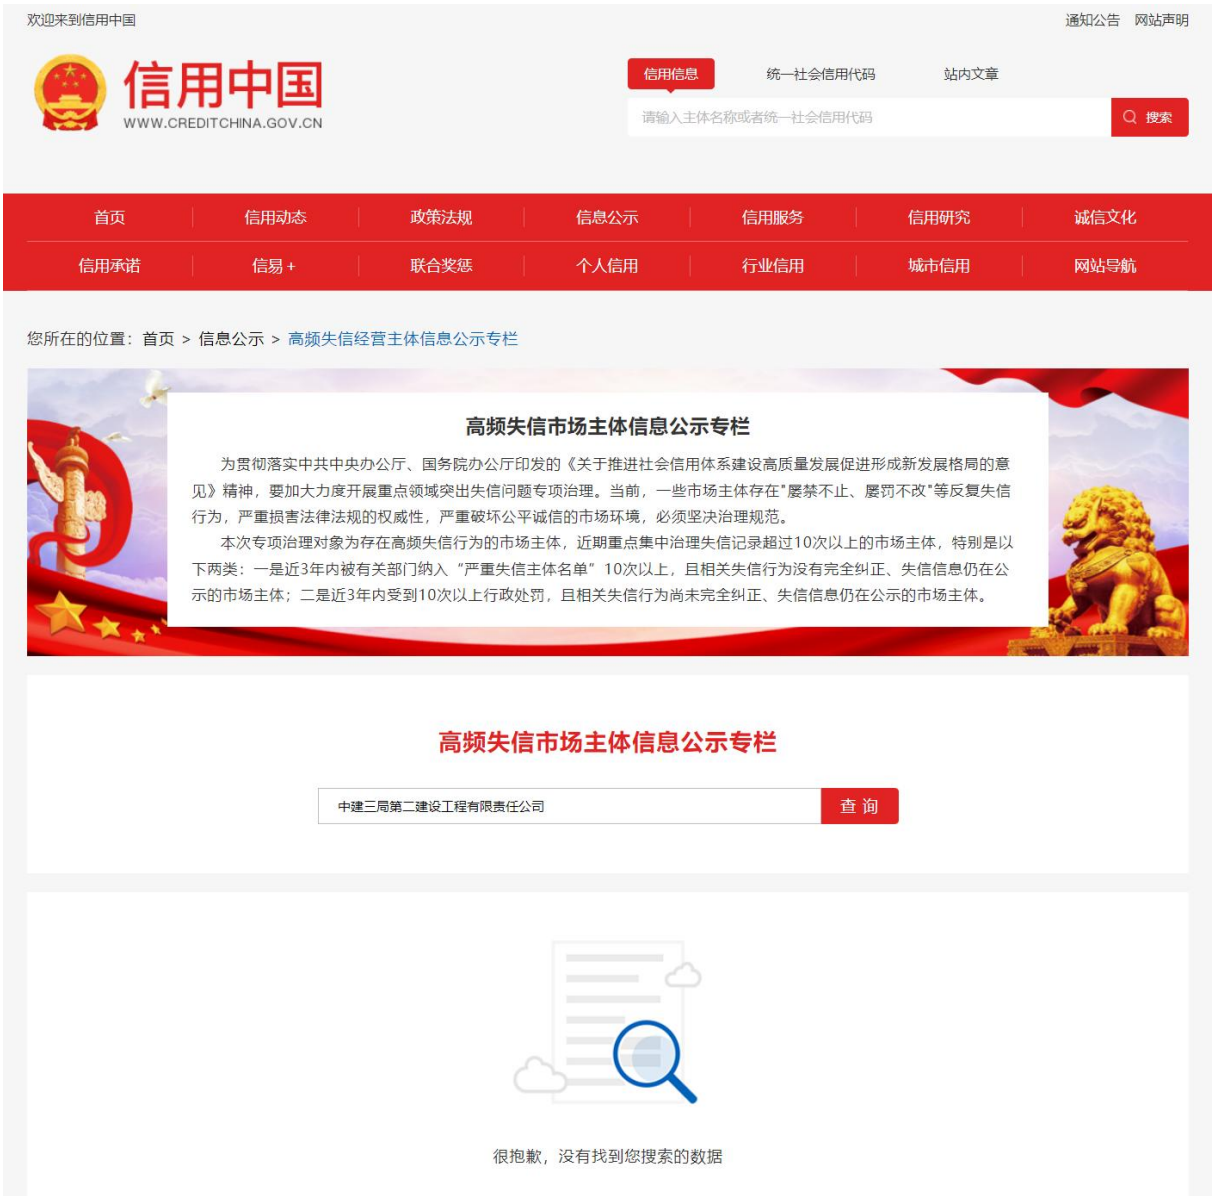 欢迎来到信用中国
通知公告 网站声明
信用中国
WWW.CREDITCHINA.GOV.CN
信用信息 统一社会信用代码 站内文章
请输入主体名称或者统一社会信用代码 搜索
首页 信用动态 政策法规 信息公示 信用服务 信用研究 诚信文化
信用承诺 信易+ 联合奖惩 个人信用 行业信用 城市信用 网站导航
您所在的位置：首页 > 信息公示 > 高频失信经营主体信息公示专栏
高频失信市场主体信息公示专栏
为贯彻落实中共中央办公厅、国务院办公厅印发的《关于推进社会信用体系建设高质量发展促进形成新发展格局的意
见》精神，要加大力度开展重点领域突出失信问题专项治理。当前，一些市场主体存在"屡禁不止、屡罚不改"等反复失信
行为，严重损害法律法规的权威性，严重破坏公平诚信的市场环境，必须坚决治理规范。
本次专项治理对象为存在高频失信行为的市场主体，近期重点集中治理失信记录超过10次以上的市场主体，特别是以
下两类：一是近3年内被有关部门纳入“严重失信主体名单”10次以上，且相关失信行为没有完全纠正、失信信息仍在公
示的市场主体；二是近3年内受到10次以上行政处罚，且相关失信行为尚未完全纠正、失信信息仍在公示的市场主体。
高频失信市场主体信息公示专栏
中建三局第二建设工程有限责任公司 查 询
很抱歉，没有找到您搜索的数据